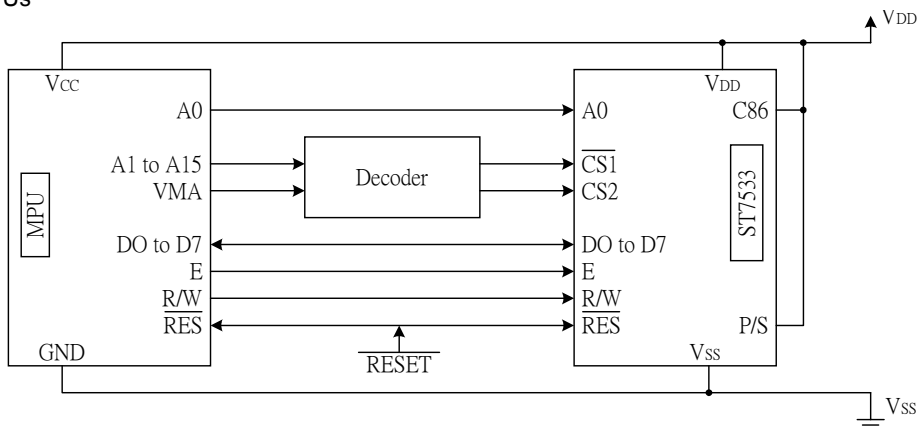 Us
VDD
VCC
VDD
A0
A0
C86
A1 to A15
Decoder
CS1
VMA
CS2
MPU
ST7533
DO to D7
DO to D7
E
E
R/W
R/W
RES
RES
P/S
RESET
GND
VSS
VSS